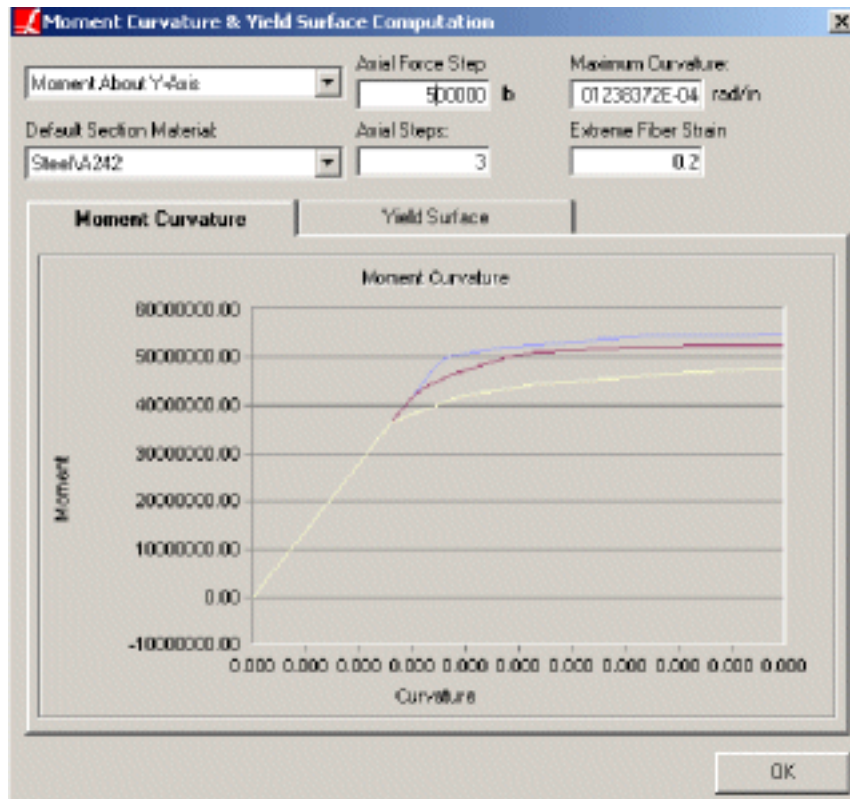 Moment Curvature & Yield Surface Computation
Axial Force Step Maximum Curvature:
Moment About Y-Axis 500000 lb 01238372E-04 rad/in
Default Section Material: Axial Steps: Extreme Fiber Strain
Steel\A242 3 0.2
Moment Curvature Yield Surface
Moment Curvature
60000000.00
50000000.00
40000000.00
30000000.00
20000000.00
10000000.00
0.00
-10000000.00
Moment
0.000 0.000 0.000 0.000 0.000 0.000 0.000 0.000 0.000 0.000 0.000
Curvature
OK